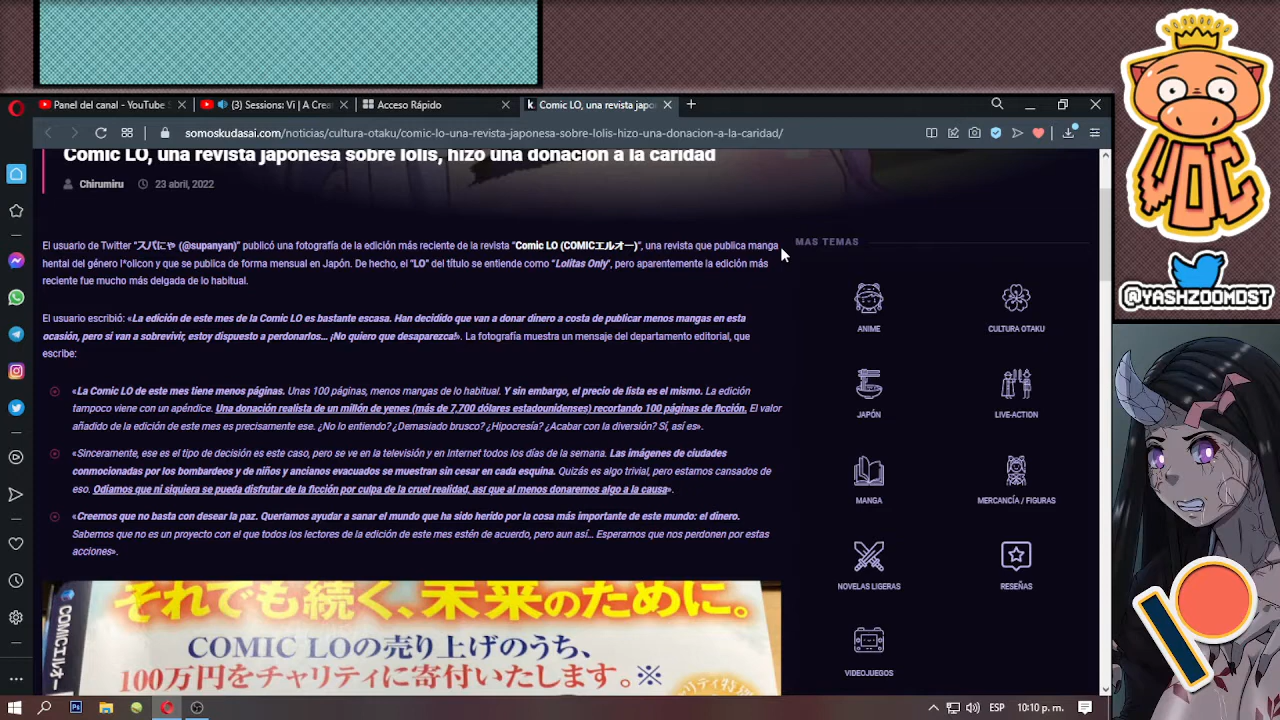 Panel del canal - YouTube S
(3) Sessions: Vi | A Crea
Acceso Rápido
Comic LO, una revista japo
somoskudasai.com/noticias/cultura-otaku/comic-lo-una-revista-japonesa-sobre-lolis-hizo-una-donacion-a-la-caridad/
Comic LO, una revista japonesa sobre lolis, hizo una donación a la caridad
Chirumiru 23 abril, 2022
El usuario de Twitter "スパにゃ (@supanyan)" publicó una fotografía de la edición más reciente de la revista "Comic LO (COMICエルオー)", una revista que publica manga
hentai del género l*olicon y que se publica de forma mensual en Japón. De hecho, el "LO" del título se entiende como "Lolitas Only", pero aparentemente la edición más
reciente fue mucho más delgada de lo habitual.
El usuario escribió: «La edición de este mes de la Comic LO es bastante escasa. Han decidido que van a donar dinero a costa de publicar menos mangas en esta
ocasión, pero si van a sobrevivir, estoy dispuesto a perdonarlos… ¡No quiero que desaparezca!». La fotografía muestra un mensaje del departamento editorial, que
escribe:
«La Comic LO de este mes tiene menos páginas. Unas 100 páginas, menos mangas de lo habitual. Y sin embargo, el precio de lista es el mismo. La edición
tampoco viene con un apéndice. Una donación realista de un millón de yenes (más de 7,700 dólares estadounidenses) recortando 100 páginas de ficción. El valor
añadido de la edición de este mes es precisamente ese. ¿No lo entiendo? ¿Demasiado brusco? ¿Hipocresía? ¿Acabar con la diversión? Sí, así es».
«Sinceramente, ese es el tipo de decisión es este caso, pero se ve en la televisión y en Internet todos los días de la semana. Las imágenes de ciudades
conmocionadas por los bombardeos y de niños y ancianos evacuados se muestran sin cesar en cada esquina. Quizás es algo trivial, pero estamos cansados de
eso. Odiamos que ni siquiera se pueda disfrutar de la ficción por culpa de la cruel realidad, así que al menos donaremos algo a la causa».
«Creemos que no basta con desear la paz. Queríamos ayudar a sanar el mundo que ha sido herido por la cosa más importante de este mundo: el dinero.
Sabemos que no es un proyecto con el que todos los lectores de la edición de este mes estén de acuerdo, pero aun así… Esperamos que nos perdonen por estas
acciones».
それでも続く、未来のために。
COMIC LOの売り上げのうち、
100万円をチャリティに寄付いたします。※
COMICエルオー
MAS TEMAS
ANIME
CULTURA OTAKU
JAPÓN
LIVE-ACTION
MANGA
MERCANCÍA / FIGURAS
NOVELAS LIGERAS
RESEÑAS
VIDEOJUEGOS
@YASHZOOMDST
ESP
10:10 p. m.